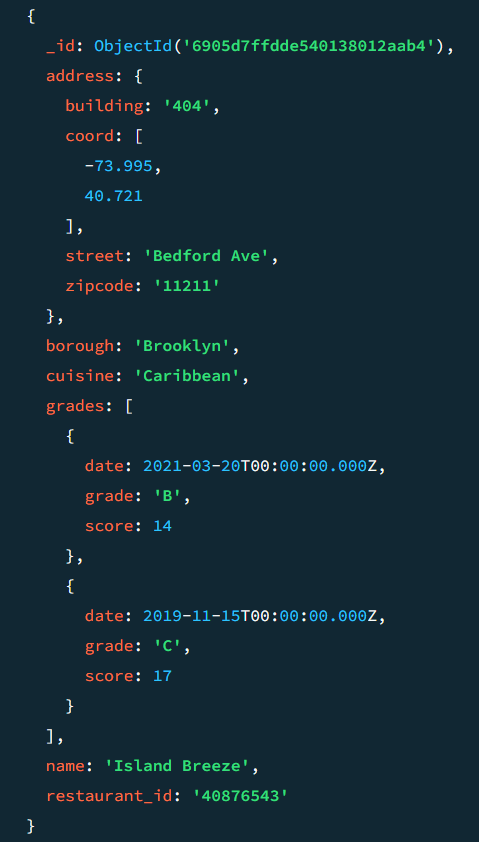 {
  _id: ObjectId('6905d7ffdde540138012aab4'),
  address: {
    building: '404',
    coord: [
      -73.995,
      40.721
    ],
    street: 'Bedford Ave',
    zipcode: '11211'
  },
  borough: 'Brooklyn',
  cuisine: 'Caribbean',
  grades: [
    {
      date: 2021-03-20T00:00:00.000Z,
      grade: 'B',
      score: 14
    },
    {
      date: 2019-11-15T00:00:00.000Z,
      grade: 'C',
      score: 17
    }
  ],
  name: 'Island Breeze',
  restaurant_id: '40876543'
}